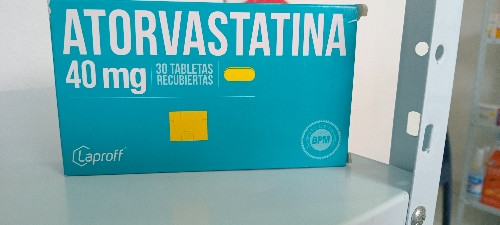 ATORVASTATINA
40 mg
30 TABLETAS
RECUBIERTAS
Laproff
BPM